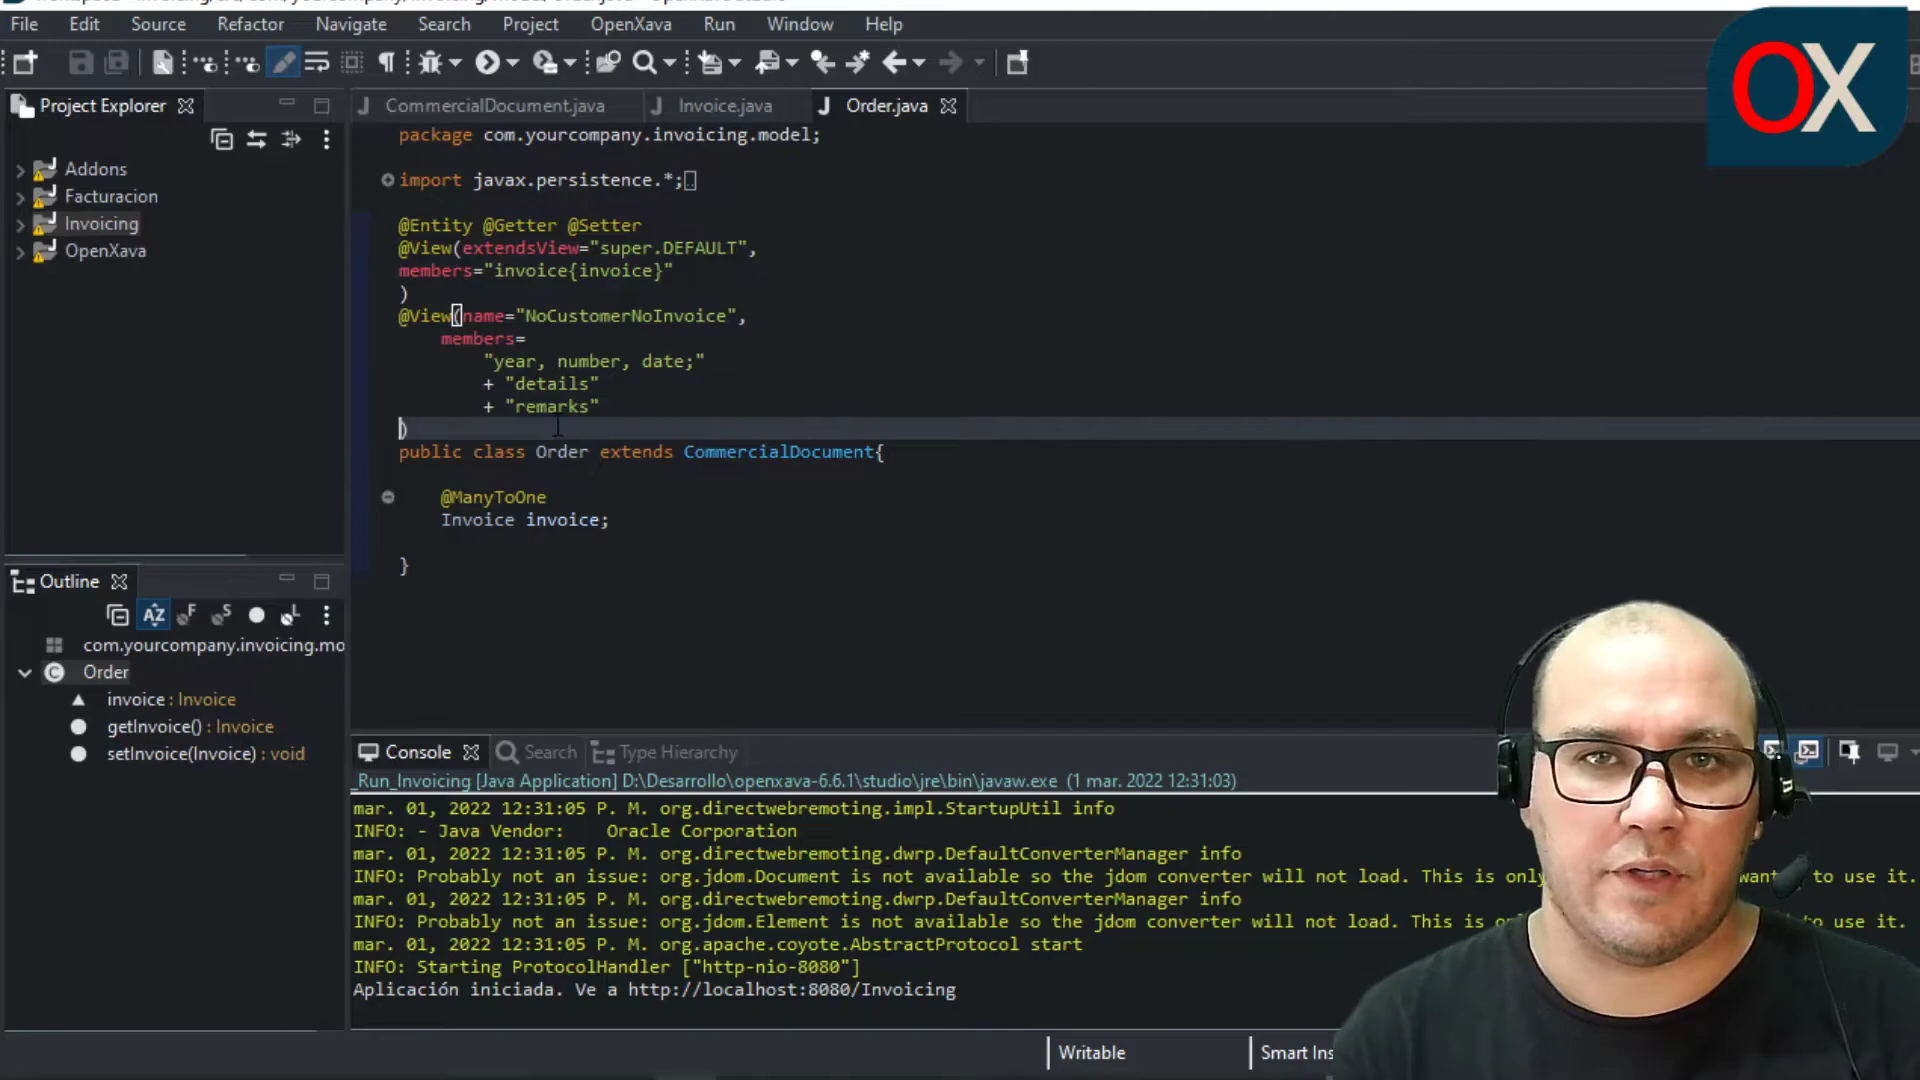 File Edit Source Refactor Navigate Search Project OpenXava Run Window Help
OX
Project Explorer
Addons
Facturacion
Invoicing
OpenXava
CommercialDocument.java Invoice.java Order.java
package com.yourcompany.invoicing.model;
import javax.persistence.*;
@Entity @Getter @Setter
@View(extendsView="super.DEFAULT",
members="invoice{invoice}"
)
@View(name="NoCustomerNoInvoice",
members=
"year, number, date;"
+ "details"
+ "remarks"
)
public class Order extends CommercialDocument{
@ManyToOne
Invoice invoice;
}
Outline
AZ F S L
com.yourcompany.invoicing.mo
Order
invoice : Invoice
getInvoice() : Invoice
setInvoice(Invoice) : void
Console Search Type Hierarchy
_Run_Invoicing [Java Application] D:\Desarrollo\openxava-6.6.1\studio\jre\bin\javaw.exe (1 mar. 2022 12:31:03)
mar. 01, 2022 12:31:05 P. M. org.directwebremoting.impl.StartupUtil info
INFO: - Java Vendor: Oracle Corporation
mar. 01, 2022 12:31:05 P. M. org.directwebremoting.dwrp.DefaultConverterManager info
INFO: Probably not an issue: org.jdom.Document is not available so the jdom converter will not load. This is only want to use it.
mar. 01, 2022 12:31:05 P. M. org.directwebremoting.dwrp.DefaultConverterManager info
INFO: Probably not an issue: org.jdom.Element is not available so the jdom converter will not load. This is on to use it.
mar. 01, 2022 12:31:05 P. M. org.apache.coyote.AbstractProtocol start
INFO: Starting ProtocolHandler ["http-nio-8080"]
Aplicación iniciada. Ve a http://localhost:8080/Invoicing
Writable Smart Ins